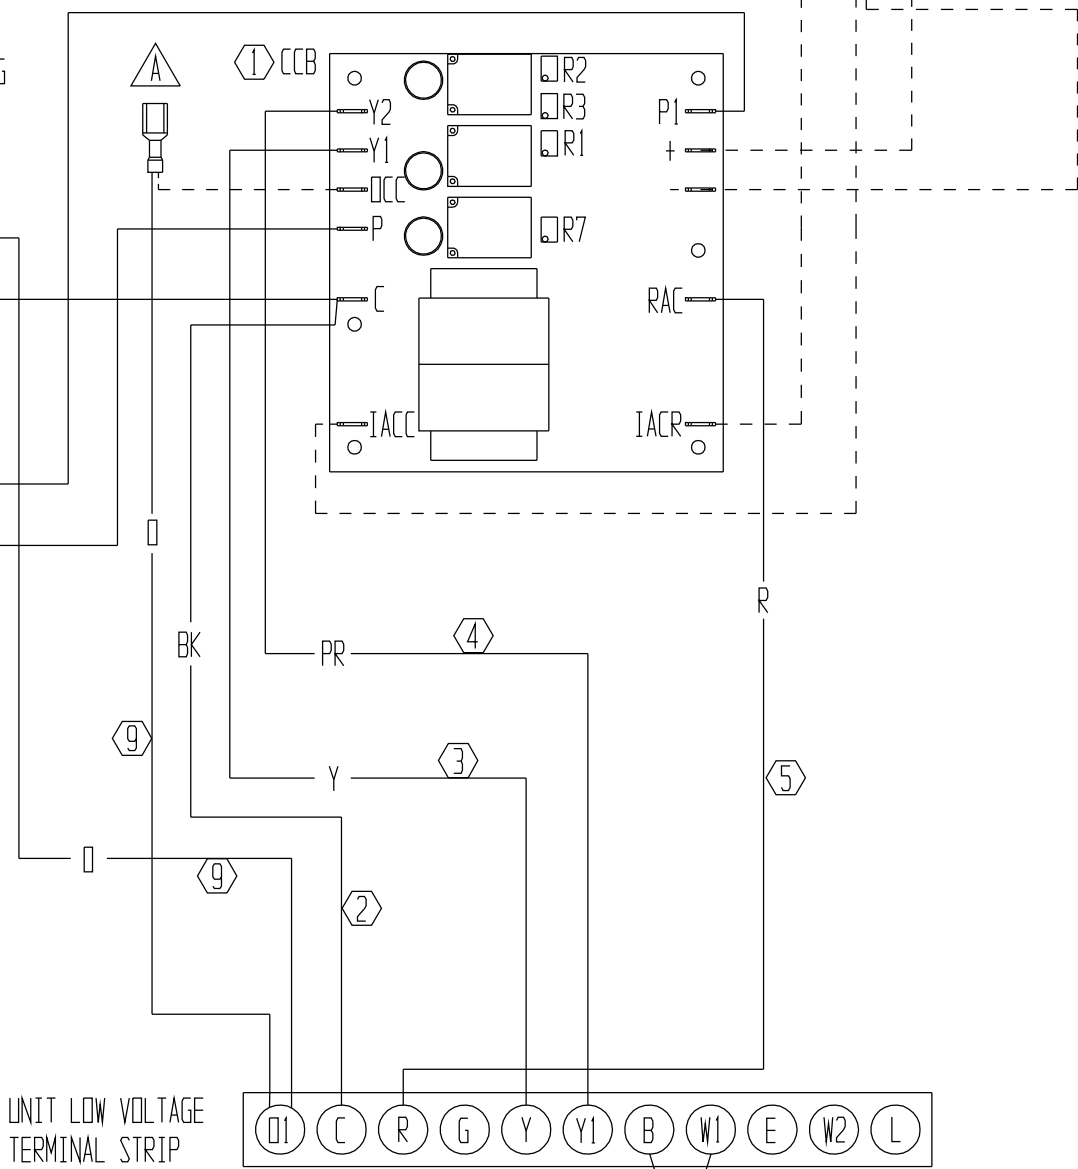 A
1 CCB
R2
R3
R1
R7
Y2
Y1
OCC
P
C
IACC
P1
+
-
RAC
IACR
O
R
BK
PR
4
9
Y
3
5
O
9
2
UNIT LOW VOLTAGE
TERMINAL STRIP
O1 C R G Y Y1 B W1 E W2 L